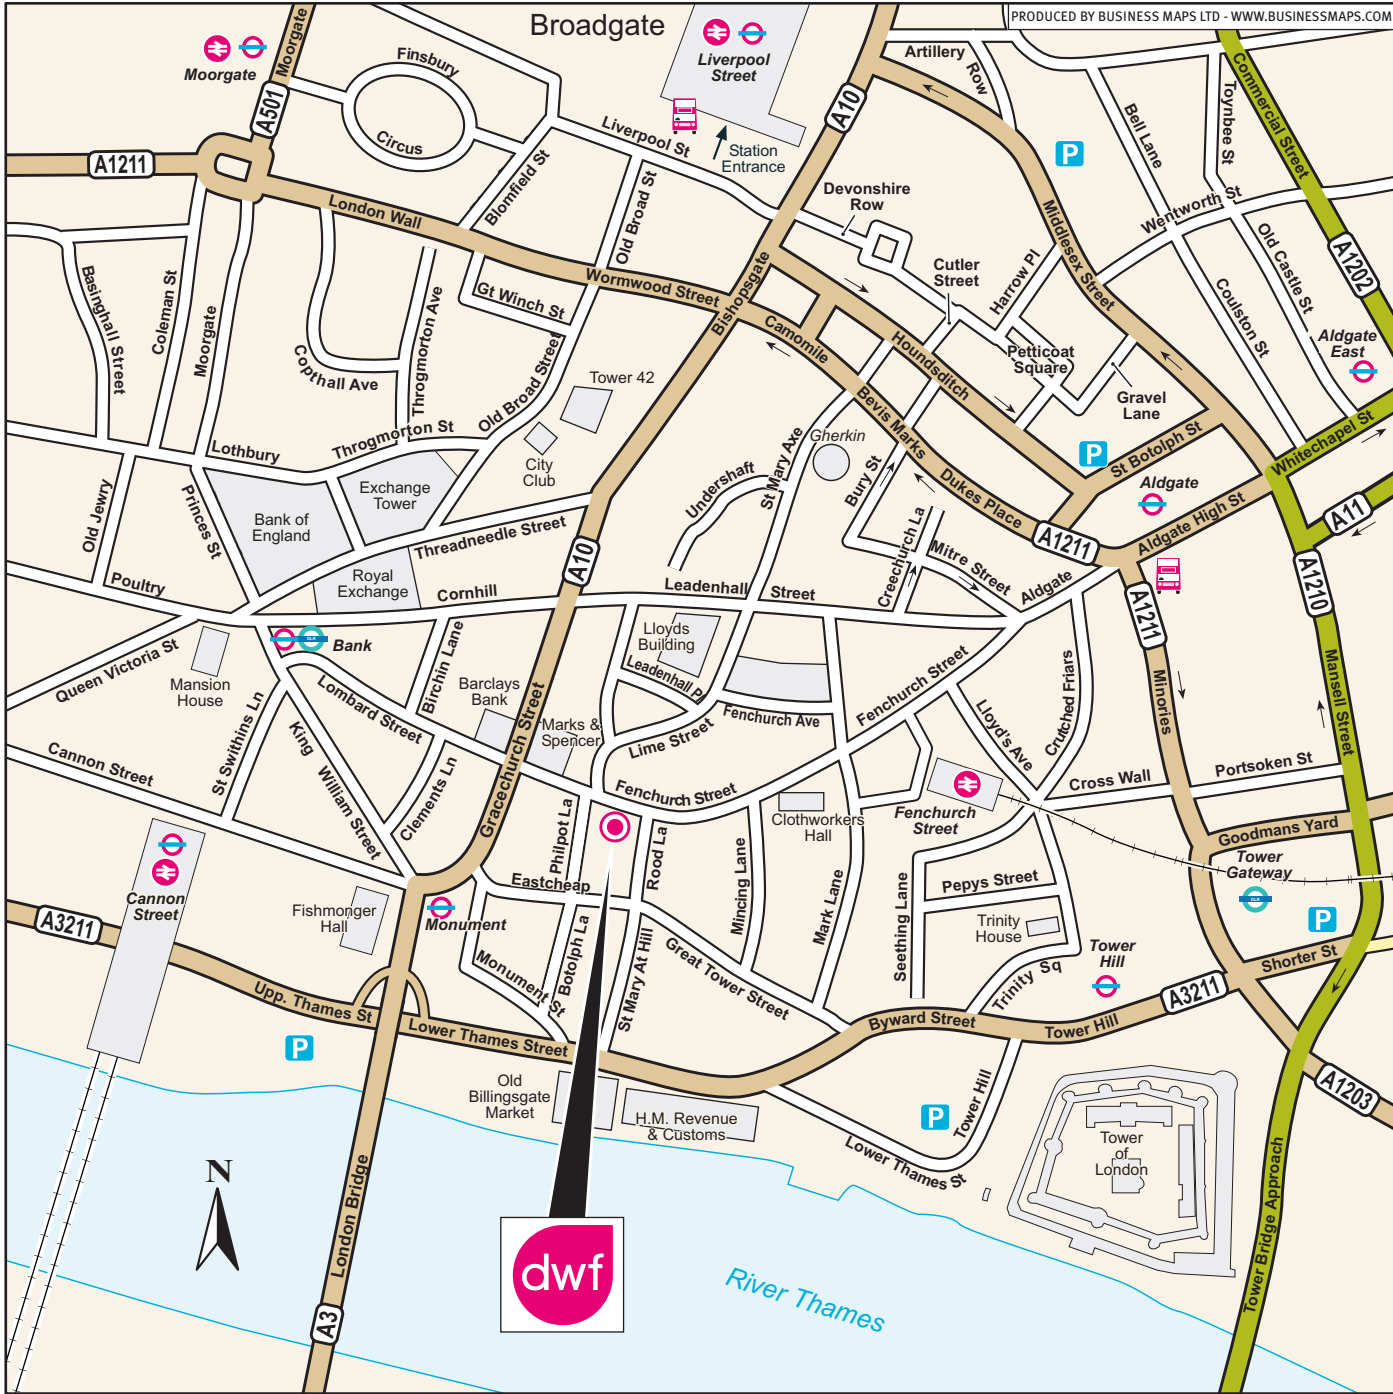 PRODUCED BY BUSINESS MAPS LTD - WWW.BUSINESSMAPS.COM
Broadgate
Moorgate
Moorgate
A501
Finsbury
Circus
Liverpool
Street
Station
Entrance
Liverpool St
A10
Artillery
Row
Bell Lane
Toynbee St
Commercial Street
P
A1211
London Wall
Blomfield St
Old Broad St
Devonshire
Row
Middlesex Street
Wentworth St
Old Castle St
A1202
Basinghall Street
Coleman St
Moorgate
Copthall Ave
Throgmorton Ave
Gt Winch St
Wormwood Street
Bishopsgate
Camomile
Cutler
Street
Harrow Pl
Houndsditch
Petticoat
Square
Gravel
Lane
Coulston St
Aldgate
East
Old Broad Street
Tower 42
City
Club
Throgmorton St
Lothbury
Bevis Marks
Gherkin
St Mary Axe
Undershaft
Bury St
P
St Botolph St
Whitechapel St
Old Jewry
Princes St
Bank of
England
Exchange
Tower
Threadneedle Street
Royal
Exchange
A10
Dukes Place
A1211
Aldgate
Aldgate High St
A11
Creechurch La
Mitre Street
Aldgate
A1211
A1210
Poultry
Cornhill
Leadenhall
Street
Queen Victoria St
Mansion
House
DLR
Bank
Lombard Street
Birchin Lane
Barclays
Bank
Marks &
Spencer
Lloyds
Building
Leadenhall Pl
Lime Street
Fenchurch Ave
Fenchurch Street
Lloyd's Ave
Crutched Friars
Minories
Mansell Street
Cannon Street
St Swithins Ln
King
William Street
Clements Ln
Gracechurch Street
Fenchurch Street
Philpot La
Rood La
Mincing Lane
Clothworkers
Hall
Mark Lane
Fenchurch
Street
Cross Wall
Portsoken St
Goodmans Yard
Tower
Gateway
DLR
P
Cannon
Street
A3211
Fishmonger
Hall
Monument
Eastcheap
Monument St
Botolph La
St Mary At Hill
Great Tower Street
Seething Lane
Pepys Street
Trinity
House
Trinity Sq
Tower
Hill
A3211
Shorter St
Upp. Thames St
Lower Thames Street
Byward Street
Tower Hill
P
Old
Billingsgate
Market
H.M. Revenue
& Customs
P
Tower Hill
Lower Thames St
Tower
of
London
A1203
Tower Bridge Approach
N
London Bridge
A3
dwf
River Thames